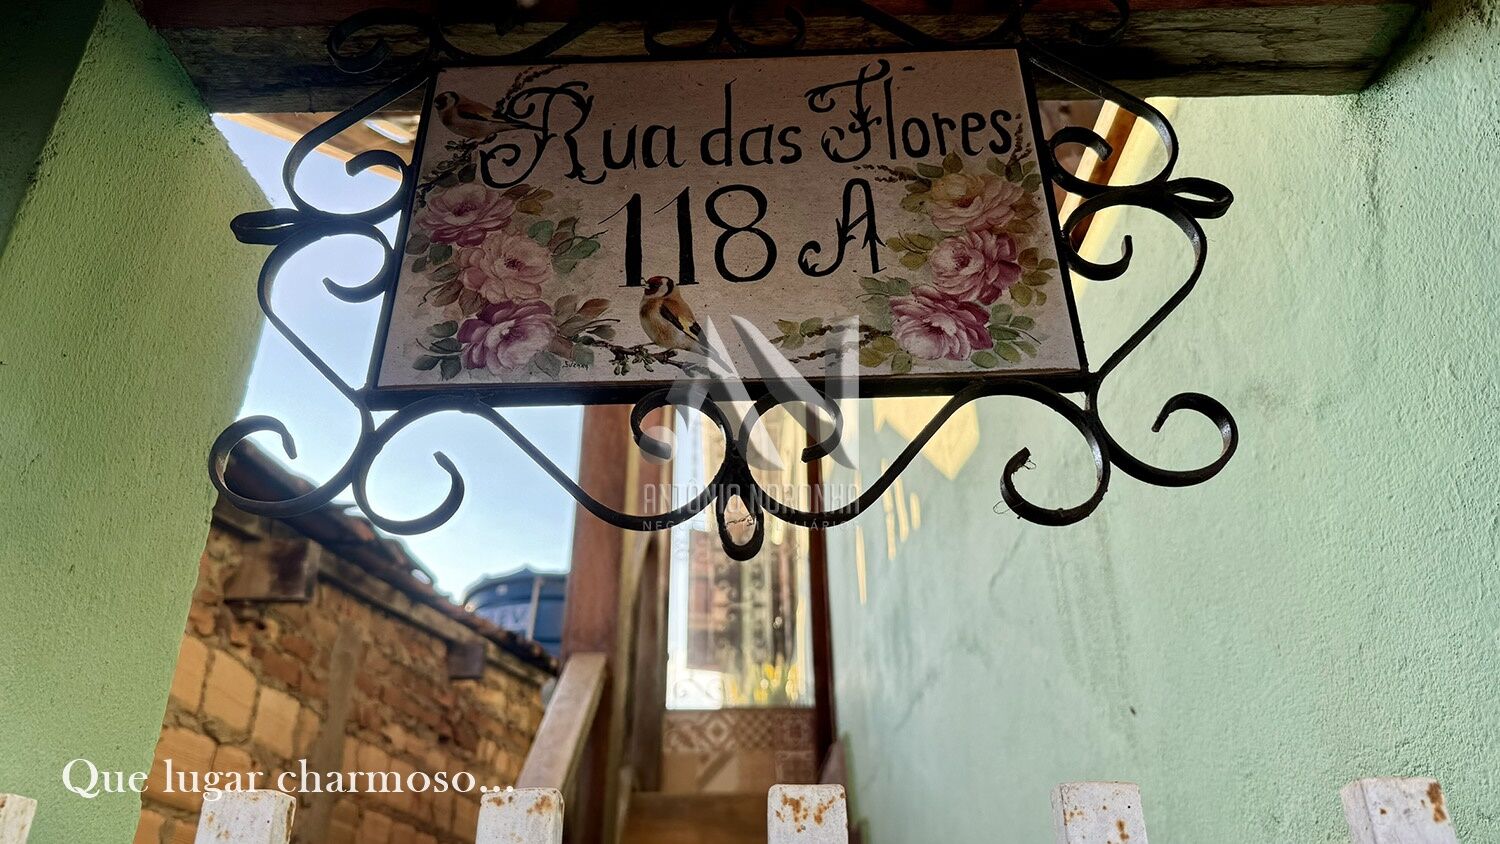 Rua das Flores
118 A
ANTÔNIO NORONHA
Que lugar charmoso...